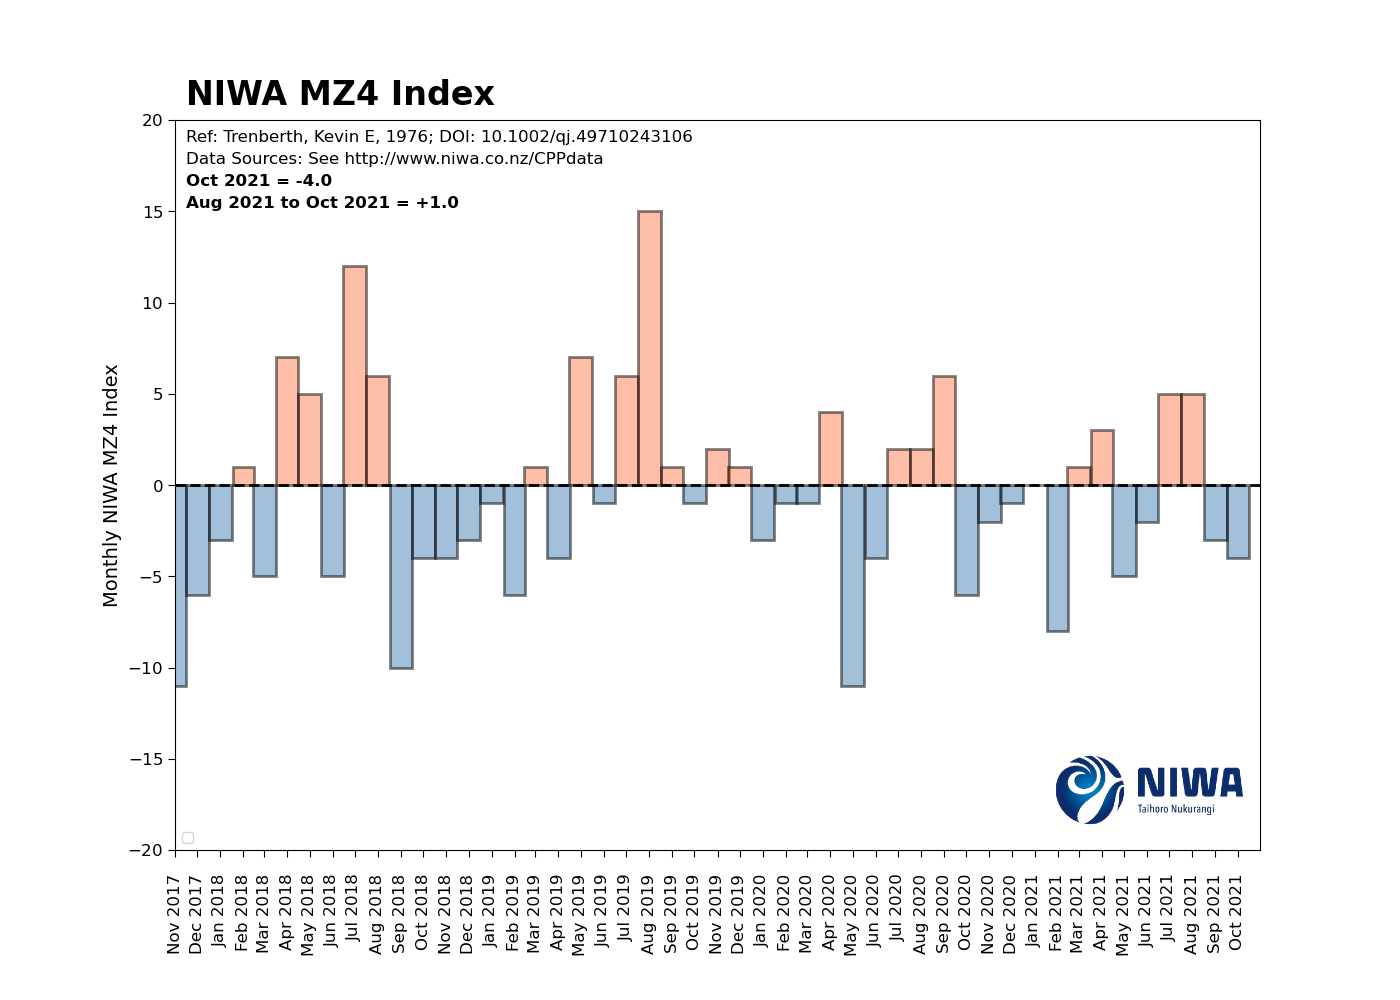 NIWA MZ4 Index
Ref: Trenberth, Kevin E, 1976; DOI: 10.1002/qj.49710243106
Data Sources: See http://www.niwa.co.nz/CPPdata
Oct 2021 = -4.0
Aug 2021 to Oct 2021 = +1.0
Monthly NIWA MZ4 Index
20
15
10
5
0
−5
−10
−15
−20
NIWA
Taihoro Nukurangi
Nov 2017
Dec 2017
Jan 2018
Feb 2018
Mar 2018
Apr 2018
May 2018
Jun 2018
Jul 2018
Aug 2018
Sep 2018
Oct 2018
Nov 2018
Dec 2018
Jan 2019
Feb 2019
Mar 2019
Apr 2019
May 2019
Jun 2019
Jul 2019
Aug 2019
Sep 2019
Oct 2019
Nov 2019
Dec 2019
Jan 2020
Feb 2020
Mar 2020
Apr 2020
May 2020
Jun 2020
Jul 2020
Aug 2020
Sep 2020
Oct 2020
Nov 2020
Dec 2020
Jan 2021
Feb 2021
Mar 2021
Apr 2021
May 2021
Jun 2021
Jul 2021
Aug 2021
Sep 2021
Oct 2021